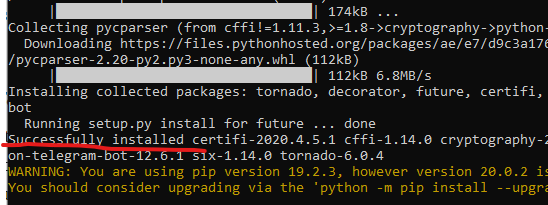 174kB ...
Collecting pycparser (from cffi!=1.11.3,>=1.8->cryptography->python-
Downloading https://files.pythonhosted.org/packages/ae/e7/d9c3a176
/pycparser-2.20-py2.py3-none-any.whl (112kB)
112kB 6.8MB/s
Installing collected packages: tornado, decorator, future, certifi,
bot
Running setup.py install for future ... done
Successfully installed certifi-2020.4.5.1 cffi-1.14.0 cryptography-2
on-telegram-bot-12.6.1 six-1.14.0 tornado-6.0.4
WARNING: You are using pip version 19.2.3, however version 20.0.2 is
You should consider upgrading via the 'python -m pip install --upgra